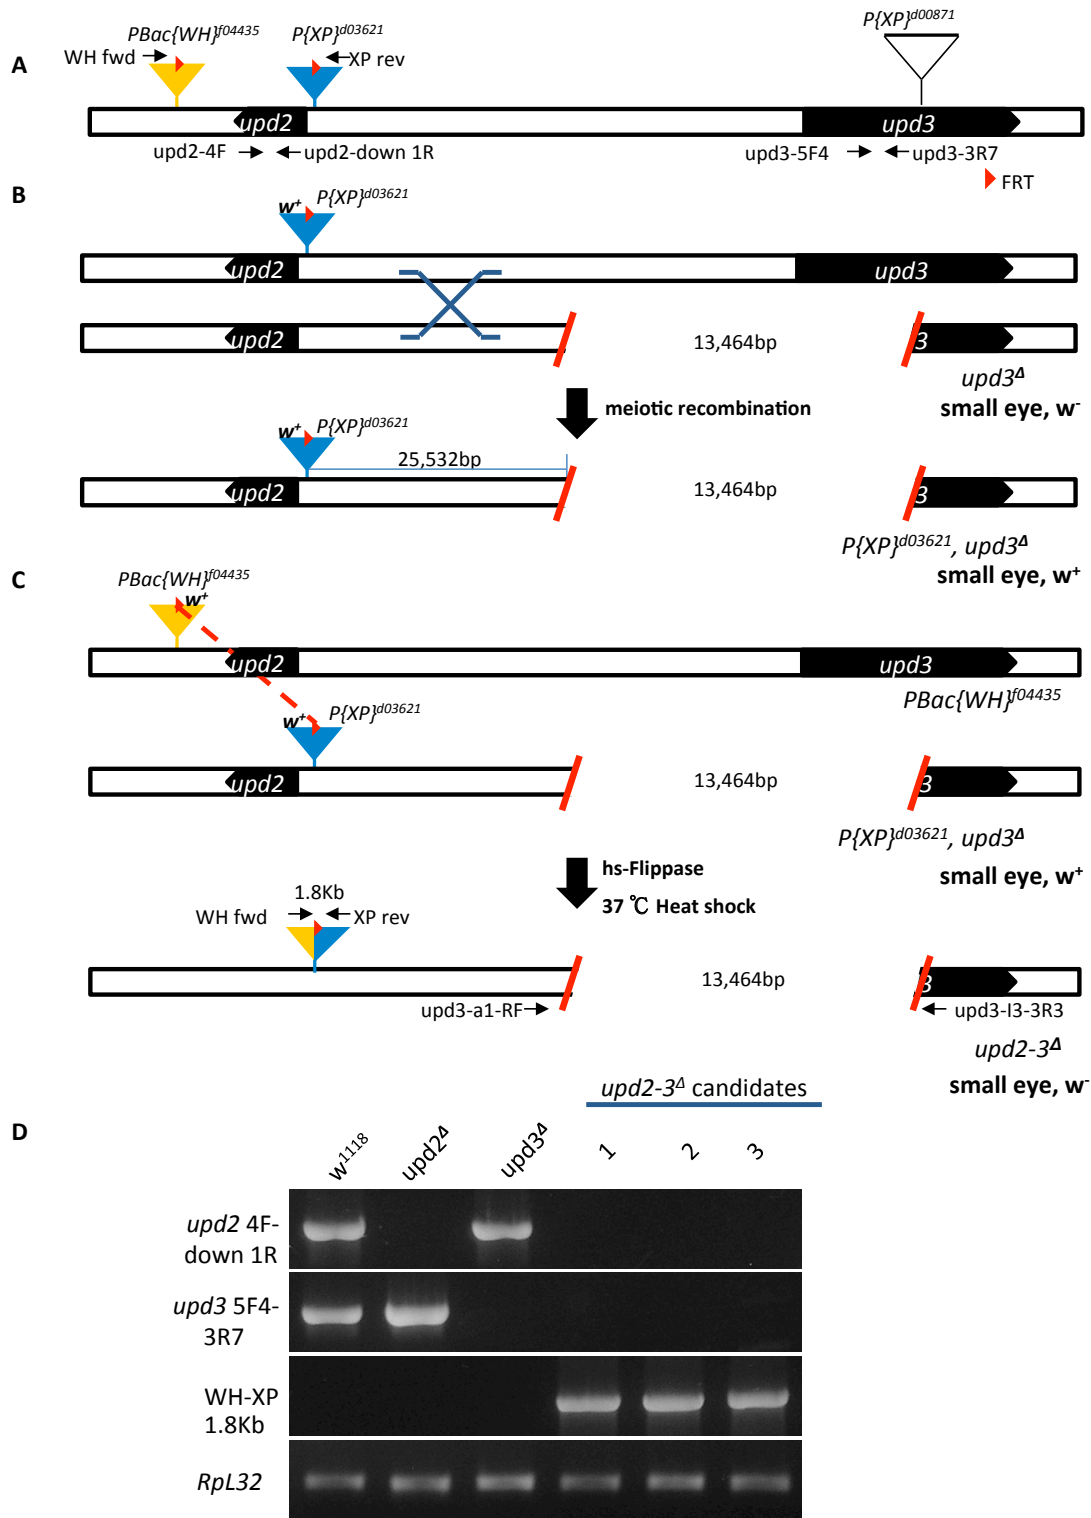 A
PBac{WH}f04435
P{XP}d03621
P{XP}d00871
WH fwd
XP rev
upd2
upd3
upd2-4F
upd2-down 1R
upd3-5F4
upd3-3R7
FRT
B
w+
P{XP}d03621
upd2
upd3
upd2
13,464bp
3
upd3Δ
small eye, w-
meiotic recombination
w+
P{XP}d03621
25,532bp
upd2
13,464bp
3
P{XP}d03621, upd3Δ
small eye, w+
C
PBac{WH}f04435
w+
upd2
upd3
PBac{WH}f04435
w+
P{XP}d03621
upd2
13,464bp
3
P{XP}d03621, upd3Δ
small eye, w+
hs-Flippase
37 ℃ Heat shock
1.8Kb
WH fwd
XP rev
13,464bp
3
upd3-a1-RF
upd3-I3-3R3
upd2-3Δ
small eye, w-
upd2-3Δ candidates
D
w1118
upd2Δ
upd3Δ
1
2
3
upd2 4F-
down 1R
upd3 5F4-
3R7
WH-XP
1.8Kb
RpL32